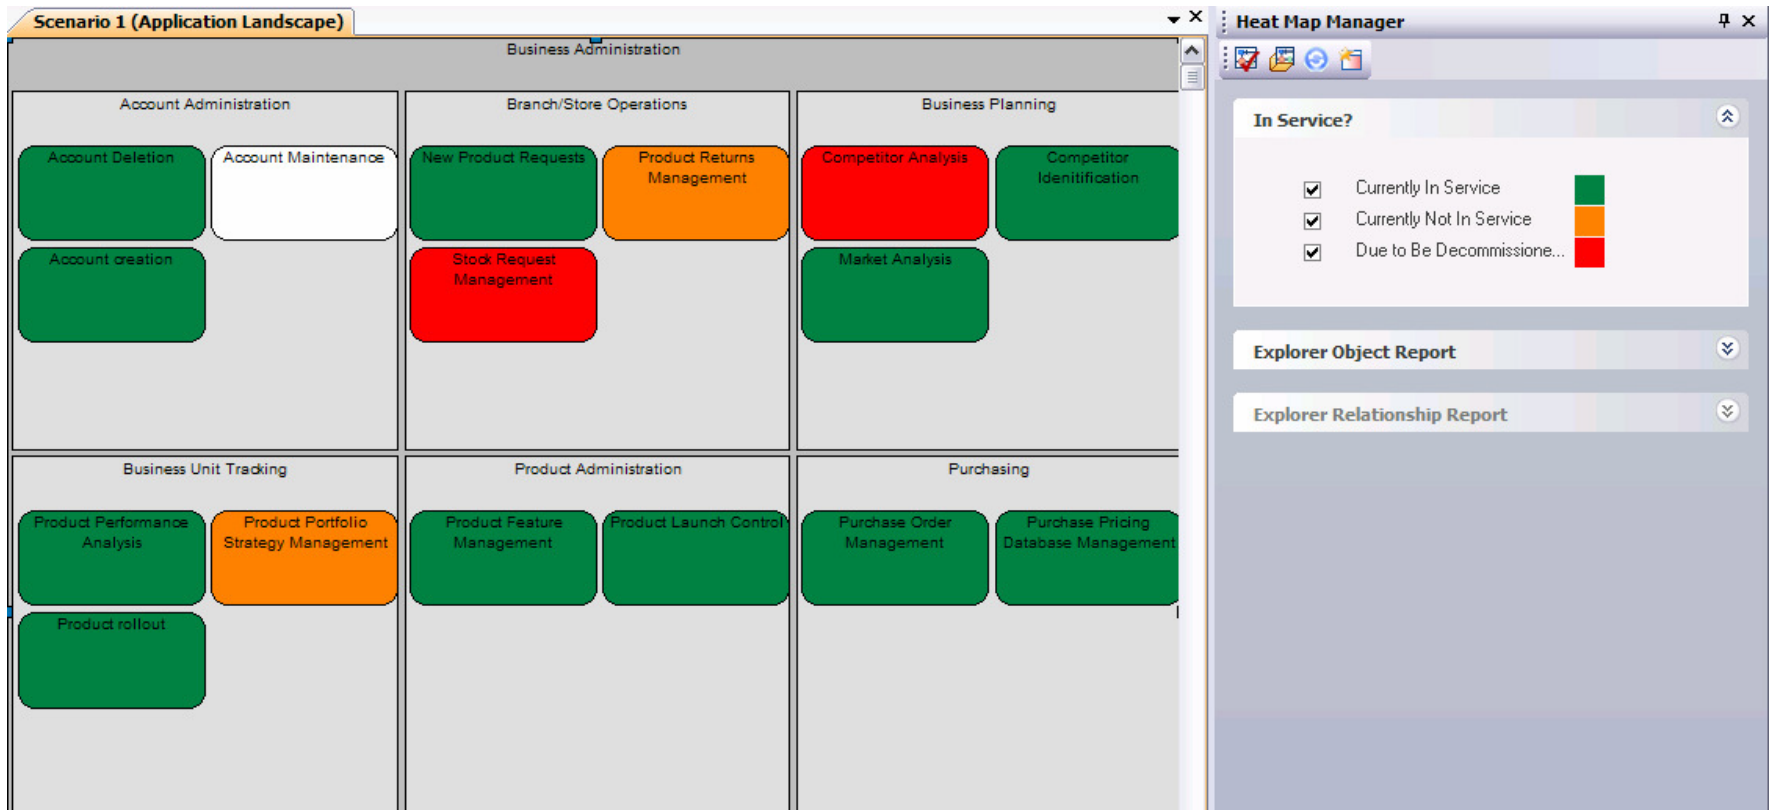 Scenario 1 (Application Landscape)
Business Administration
Account Administration
Account Deletion
Account Maintenance
Account creation
Branch/Store Operations
New Product Requests
Product Returns
Management
Stock Request
Management
Business Planning
Competitor Analysis
Competitor
Idenitification
Market Analysis
Business Unit Tracking
Product Performance
Analysis
Product Portfolio
Strategy Management
Product rollout
Product Administration
Product Feature
Management
Product Launch Control
Purchasing
Purchase Order
Management
Purchase Pricing
Database Management
Heat Map Manager
In Service?
Currently In Service
Currently Not In Service
Due to Be Decommissione...
Explorer Object Report
Explorer Relationship Report